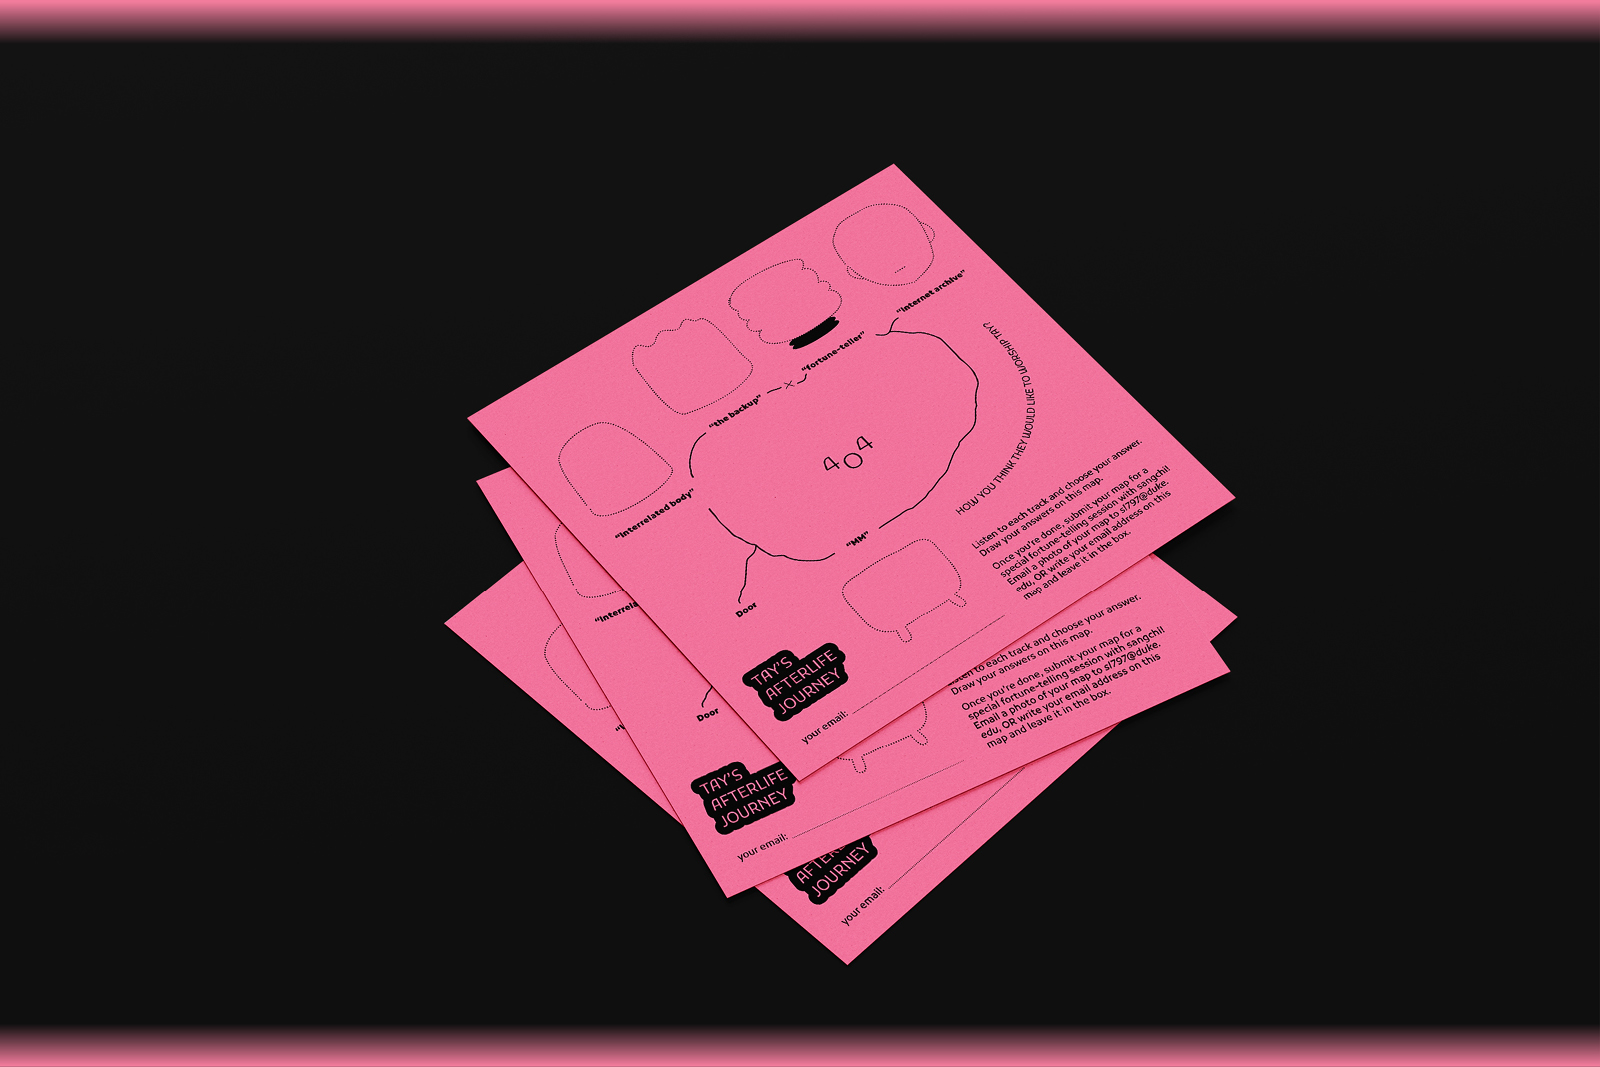 "internet archive"
"fortune-teller"
"the backup"
"interrelated body"
404
HOW YOU THINK THEY WOULD LIKE TO WORSHIP TAY?
"MM"
Door
Listen to each track and choose your answer.
Draw your answers on this map.
Once you're done, submit your map for a
special fortune-telling session with sangchi!
Email a photo of your map to sl797@duke.
edu, OR write your email address on this
map and leave it in the box.
TAY'S
AFTERLIFE
JOURNEY
your email:
"interrela
Door
to each track and choose your answer.
Draw your answers on this map.
Once you're done, submit your map for a
special fortune-telling session with sangchi!
Email a photo of your map to sl797@duke.
edu, OR write your email address on this
map and leave it in the box.
TAY'S
AFTERLIFE
JOURNEY
your email:
JOURNEY
your email: